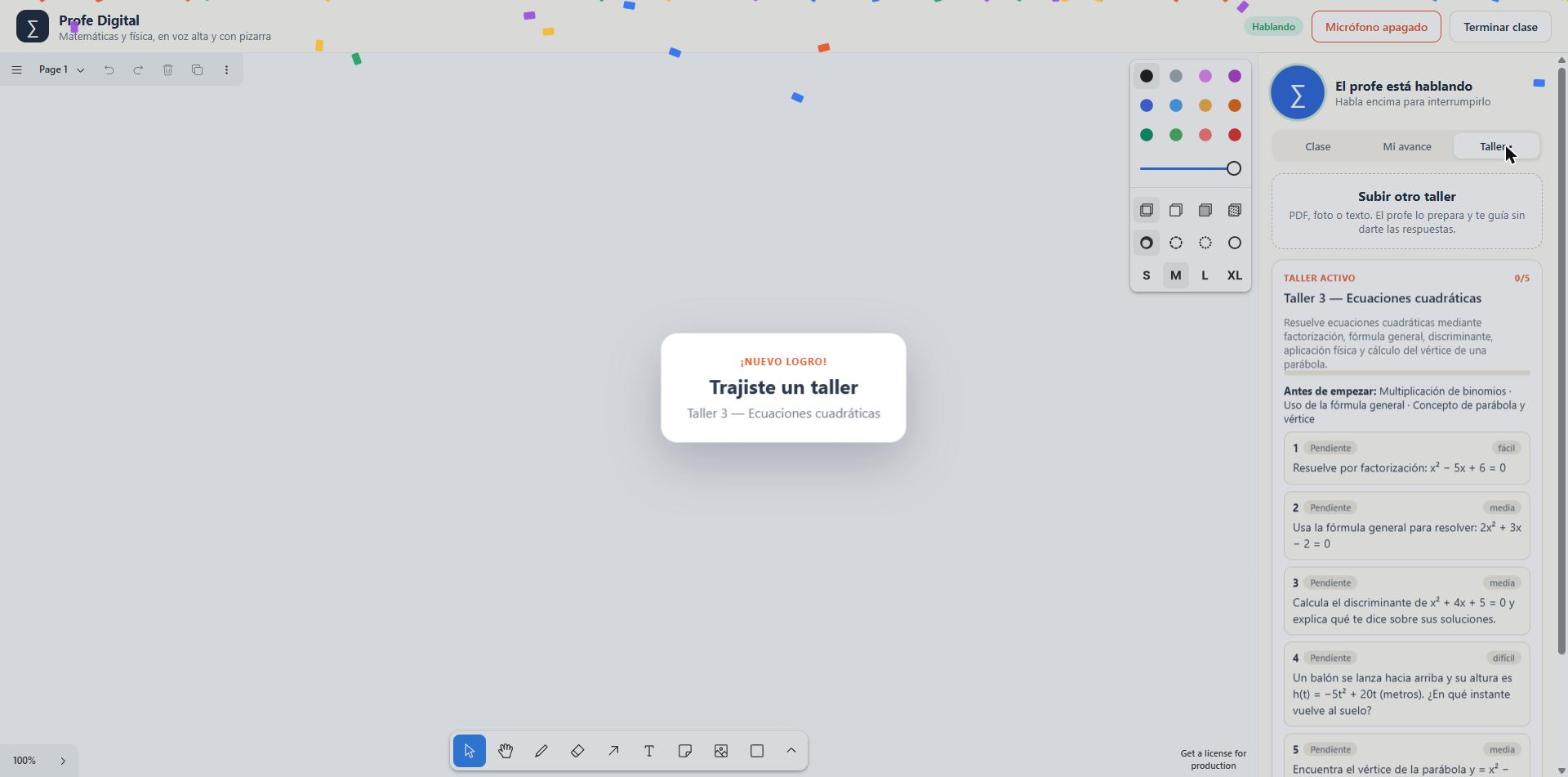 ∑
Profe Digital
Matemáticas y física, en voz alta y con pizarra
Hablando
Micrófono apagado
Terminar clase
Page 1
S M L XL
∑
El profe está hablando
Habla encima para interrumpirlo
Clase
Mi avance
Taller
Subir otro taller
PDF, foto o texto. El profe lo prepara y te guía sin
darte las respuestas.
TALLER ACTIVO
0/5
Taller 3 — Ecuaciones cuadráticas
Resuelve ecuaciones cuadráticas mediante
factorización, fórmula general, discriminante,
aplicación física y cálculo del vértice de una
parábola.
Antes de empezar: Multiplicación de binomios ·
Uso de la fórmula general · Concepto de parábola y
vértice
1 Pendiente fácil
Resuelve por factorización: x² − 5x + 6 = 0
2 Pendiente media
Usa la fórmula general para resolver: 2x² + 3x
− 2 = 0
3 Pendiente media
Calcula el discriminante de x² + 4x + 5 = 0 y
explica qué te dice sobre sus soluciones.
4 Pendiente difícil
Un balón se lanza hacia arriba y su altura es
h(t) = −5t² + 20t (metros). ¿En qué instante
vuelve al suelo?
5 Pendiente media
Encuentra el vértice de la parábola y = x² −
¡NUEVO LOGRO!
Trajiste un taller
Taller 3 — Ecuaciones cuadráticas
100%
T
Get a license for
production